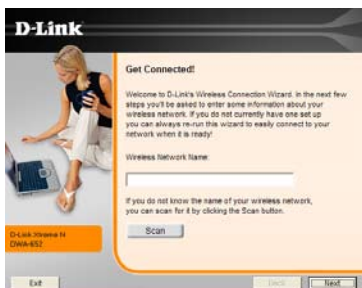 D-Link
Get Connected!
Welcome to D-Link's Wireless Connection Wizard. In the next few
steps you'll be asked to enter some information about your
wireless network. If you do not currently have one set up
you can always re-run this wizard to easily connect to your
network when it is ready!
Wireless Network Name:
If you do not know the name of your wireless network,
you can scan for it by clicking the Scan button.
Scan
D-Link Xtreme N
DWA-652
Exit
Back
Next